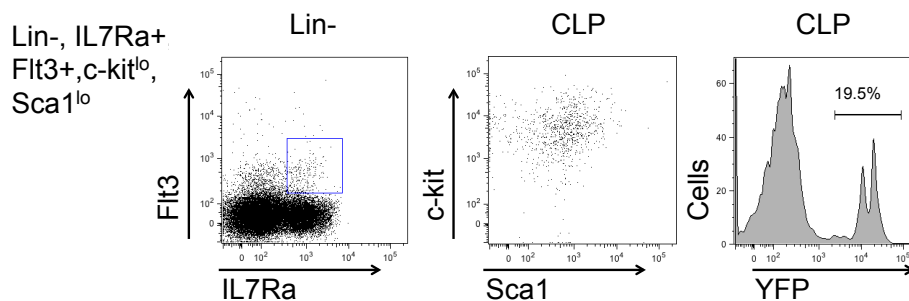 Lin-, IL7Ra+,
Flt3+,c-kitlo,
Sca1lo
Lin-
Flt3
10⁵
10⁴
10³
10²
0
0 10² 10³ 10⁴ 10⁵
IL7Ra
CLP
c-kit
10⁵
10⁴
10³
10²
0
0 10² 10³ 10⁴ 10⁵
Sca1
CLP
Cells
60
40
20
0
19.5%
0 10² 10³ 10⁴ 10⁵
YFP